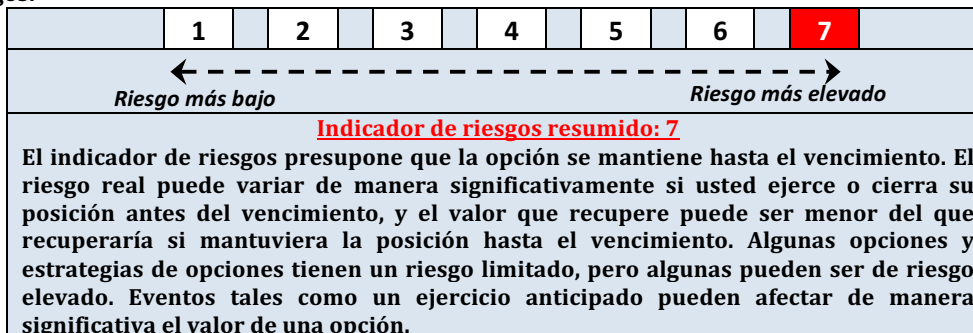 1 2 3 4 5 6 7
Riesgo más bajo Riesgo más elevado
Indicador de riesgos resumido: 7
El indicador de riesgos presupone que la opción se mantiene hasta el vencimiento. El
riesgo real puede variar de manera significativamente si usted ejerce o cierra su
posición antes del vencimiento, y el valor que recupere puede ser menor del que
recuperaría si mantuviera la posición hasta el vencimiento. Algunas opciones y
estrategias de opciones tienen un riesgo limitado, pero algunas pueden ser de riesgo
elevado. Eventos tales como un ejercicio anticipado pueden afectar de manera
significativa el valor de una opción.